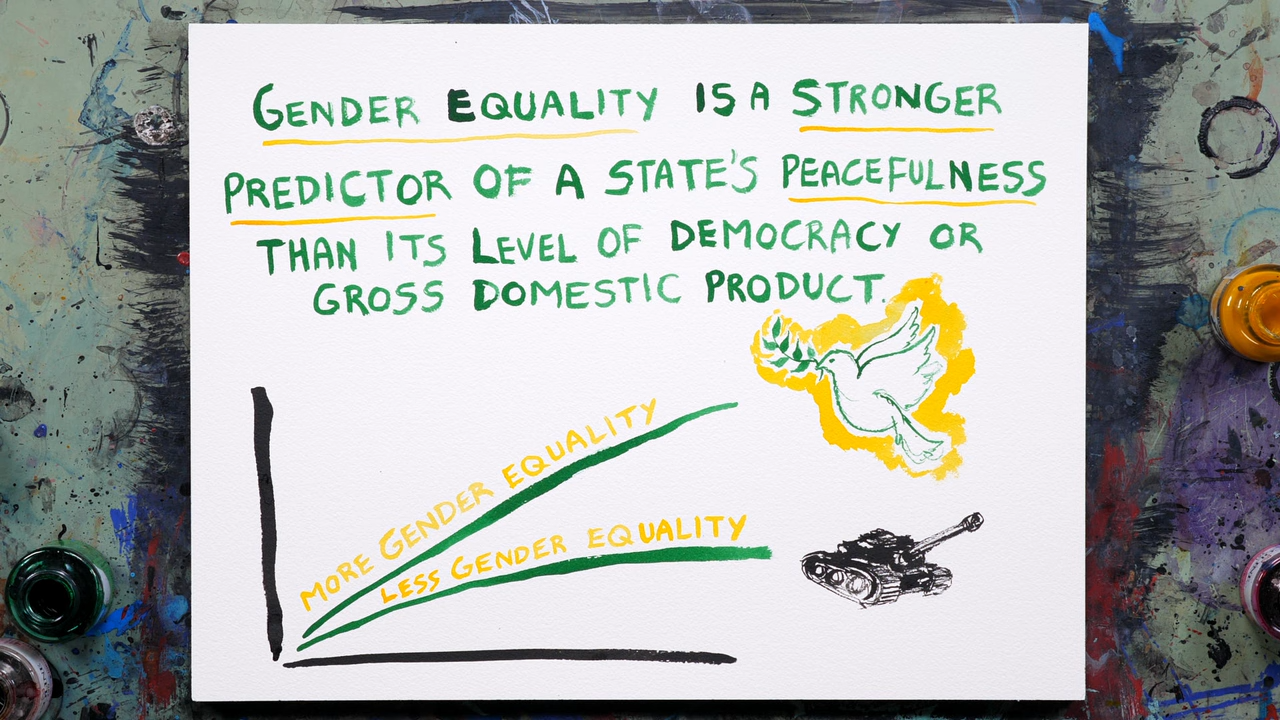 GENDER EQUALITY IS A STRONGER
PREDICTOR OF A STATE'S PEACEFULNESS
THAN ITS LEVEL OF DEMOCRACY OR
GROSS DOMESTIC PRODUCT.
MORE GENDER EQUALITY
LESS GENDER EQUALITY